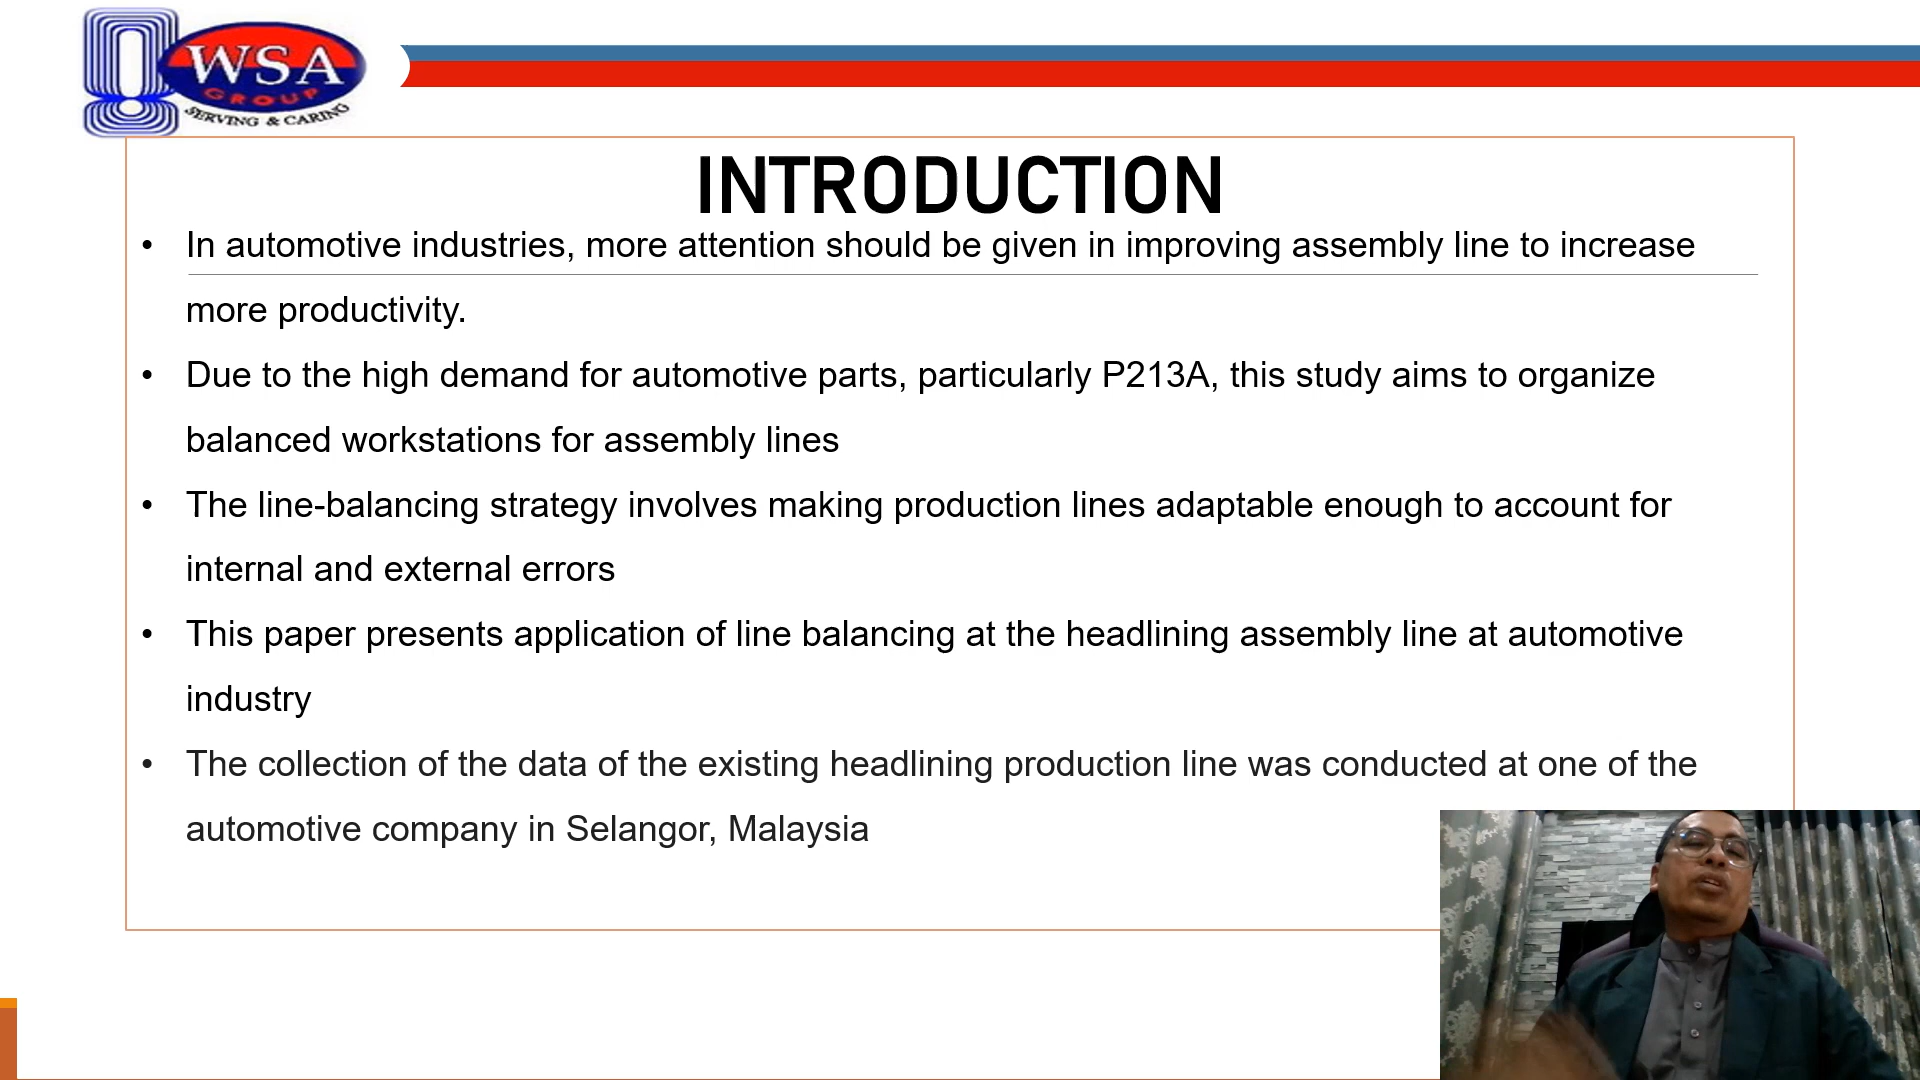 WSA
GROUP
SERVING & CARING
INTRODUCTION
• In automotive industries, more attention should be given in improving assembly line to increase
more productivity.
• Due to the high demand for automotive parts, particularly P213A, this study aims to organize
balanced workstations for assembly lines
• The line-balancing strategy involves making production lines adaptable enough to account for
internal and external errors
• This paper presents application of line balancing at the headlining assembly line at automotive
industry
• The collection of the data of the existing headlining production line was conducted at one of the
automotive company in Selangor, Malaysia